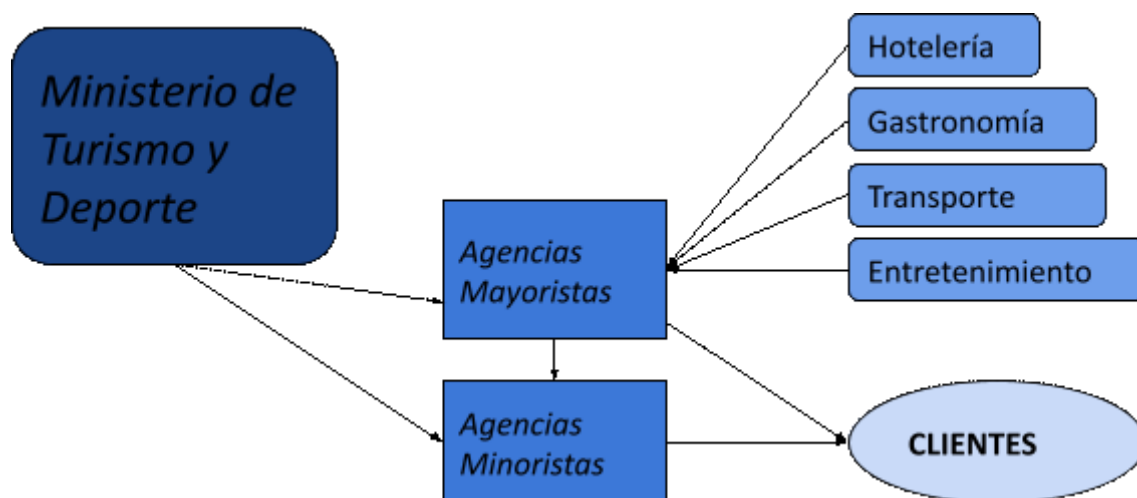 Ministerio de
Turismo y
Deporte
Hotelería
Gastronomía
Transporte
Entretenimiento
Agencias
Mayoristas
Agencias
Minoristas
CLIENTES